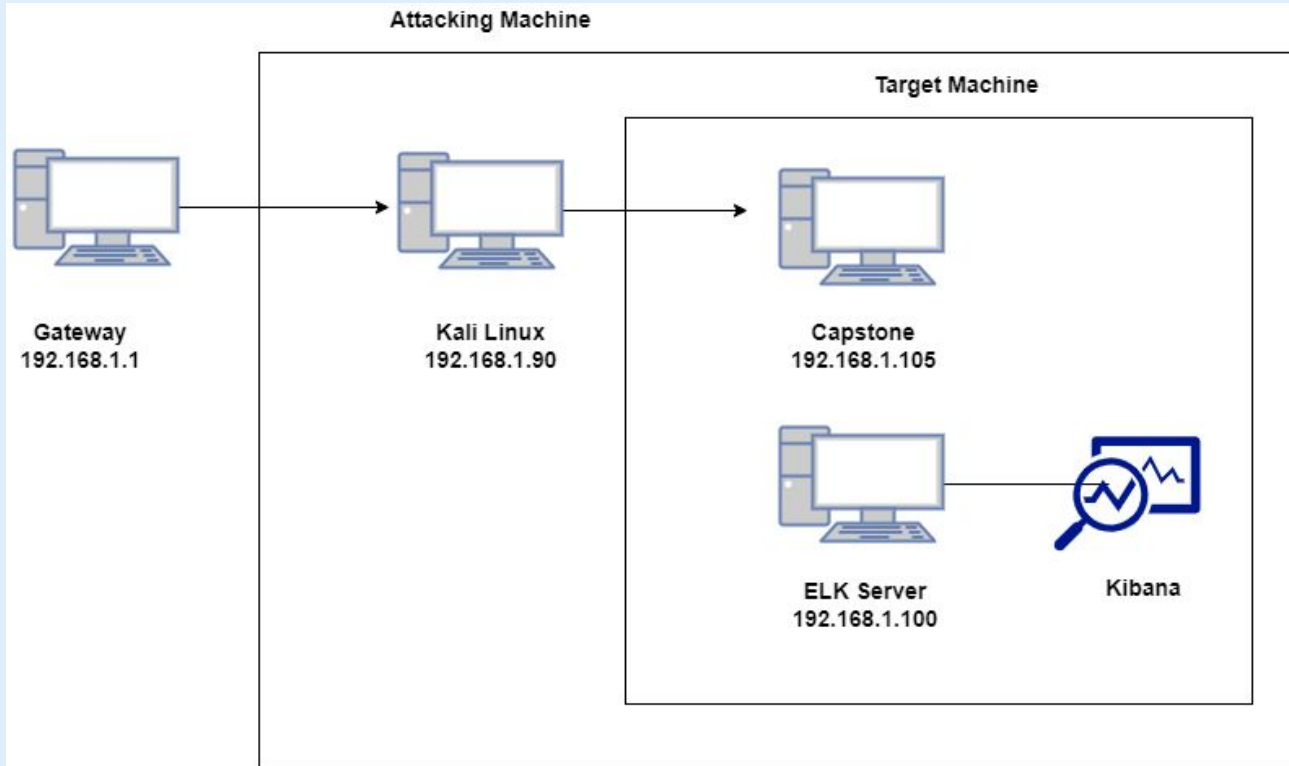 Attacking Machine
Target Machine
Gateway
192.168.1.1
Kali Linux
192.168.1.90
Capstone
192.168.1.105
ELK Server
192.168.1.100
Kibana